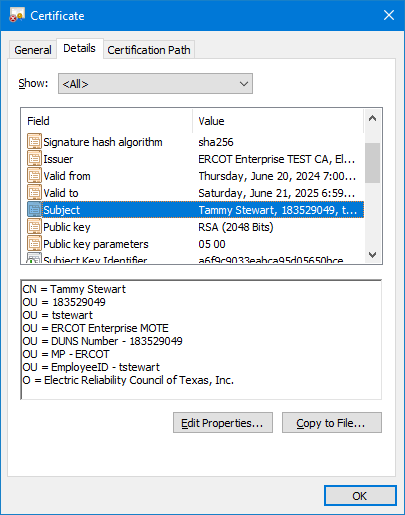 Certificate
General Details Certification Path
Show: <All>
Field Value
Signature hash algorithm sha256
Issuer ERCOT Enterprise TEST CA, El...
Valid from Thursday, June 20, 2024 7:00...
Valid to Saturday, June 21, 2025 6:59...
Subject Tammy Stewart, 183529049, t...
Public key RSA (2048 Bits)
Public key parameters 05 00
Subject Key Identifier a6f9c9033eabca95d05650bce
CN = Tammy Stewart
OU = 183529049
OU = tstewart
OU = ERCOT Enterprise MOTE
OU = DUNS Number - 183529049
OU = MP - ERCOT
OU = EmployeeID - tstewart
O = Electric Reliability Council of Texas, Inc.
Edit Properties... Copy to File...
OK